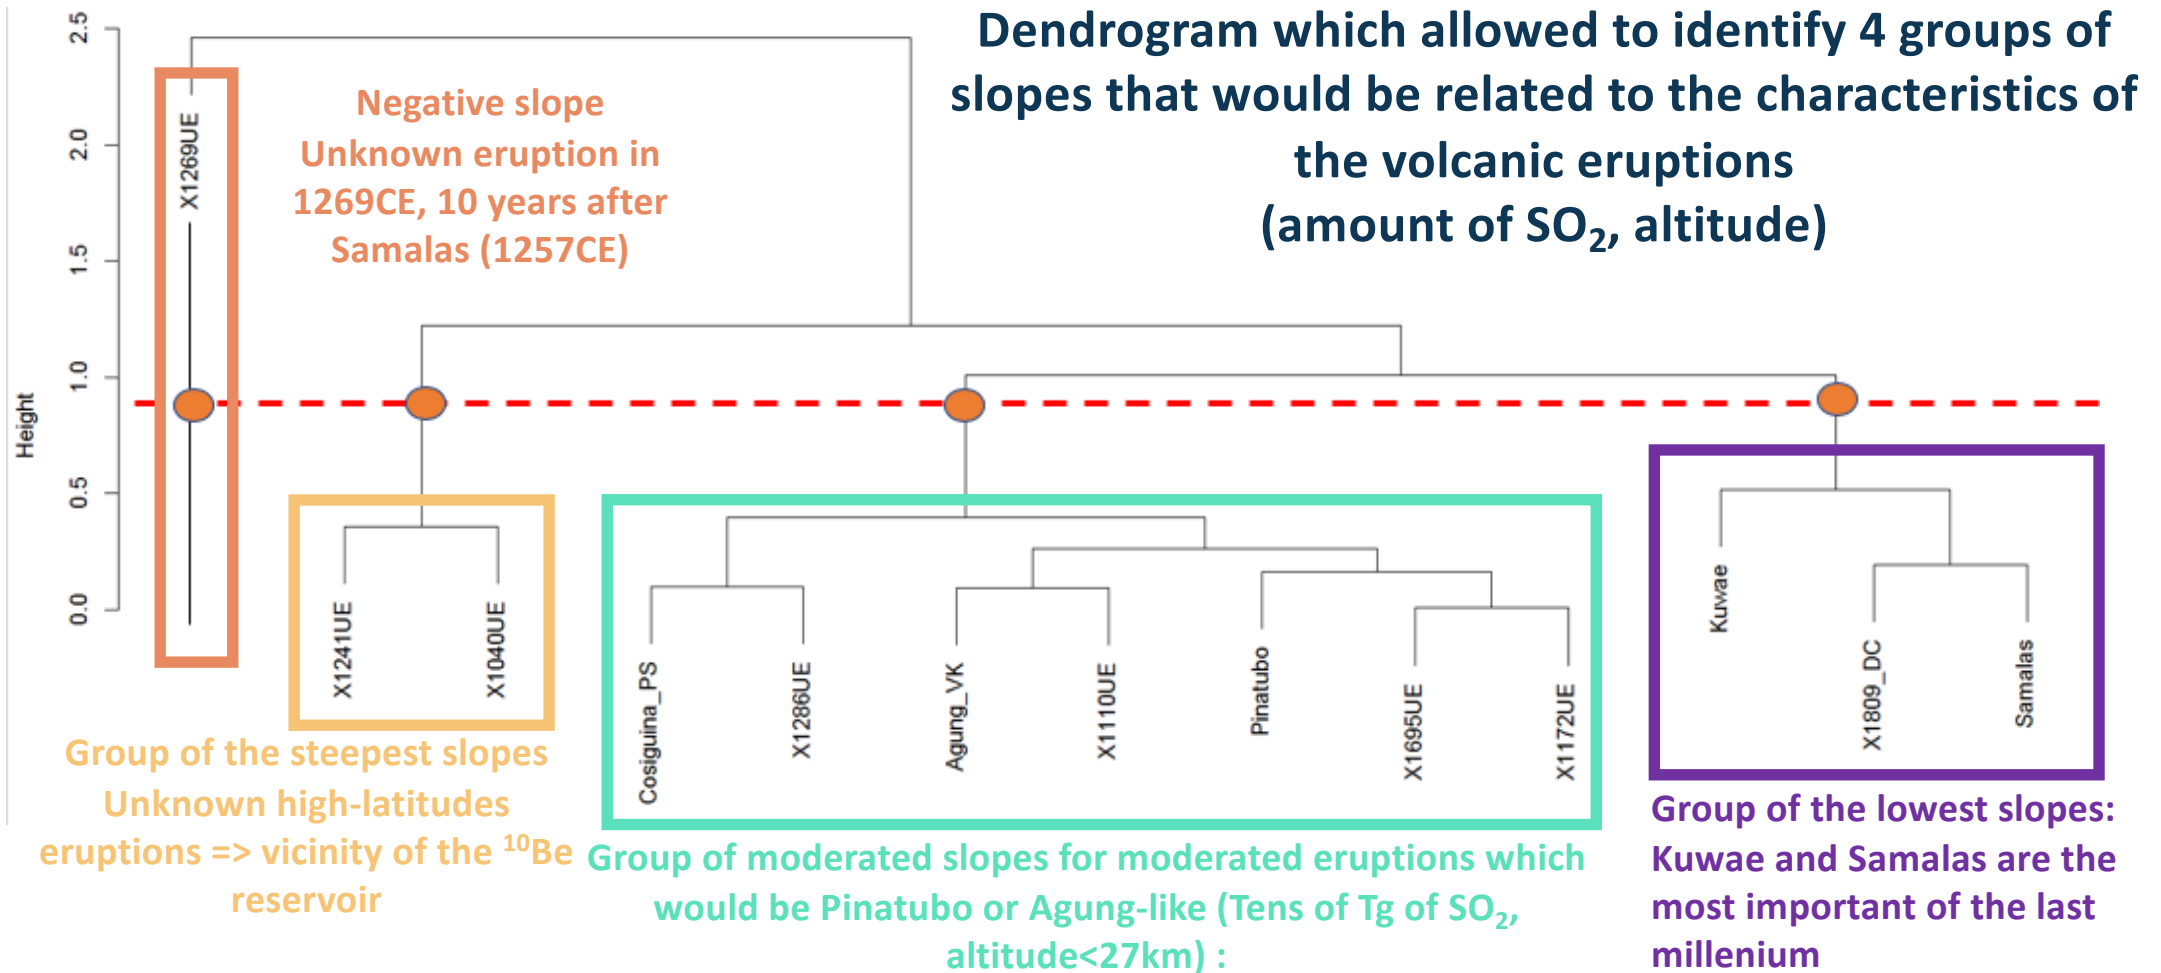 Dendrogram which allowed to identify 4 groups of
slopes that would be related to the characteristics of
the volcanic eruptions
(amount of SO₂, altitude)
Negative slope
Unknown eruption in
1269CE, 10 years after
Samalas (1257CE)
Height
2.5
2.0
1.5
1.0
0.5
0.0
X1269UE
X1241UE
X1040UE
Cosiguina_PS
X1286UE
Agung_VK
X1110UE
Pinatubo
X1695UE
X1172UE
Kuwae
X1809_DC
Samalas
Group of the steepest slopes
Unknown high-latitudes
eruptions => vicinity of the ¹⁰Be
reservoir
Group of moderated slopes for moderated eruptions which
would be Pinatubo or Agung-like (Tens of Tg of SO₂,
altitude<27km) :
Group of the lowest slopes:
Kuwae and Samalas are the
most important of the last
millenium